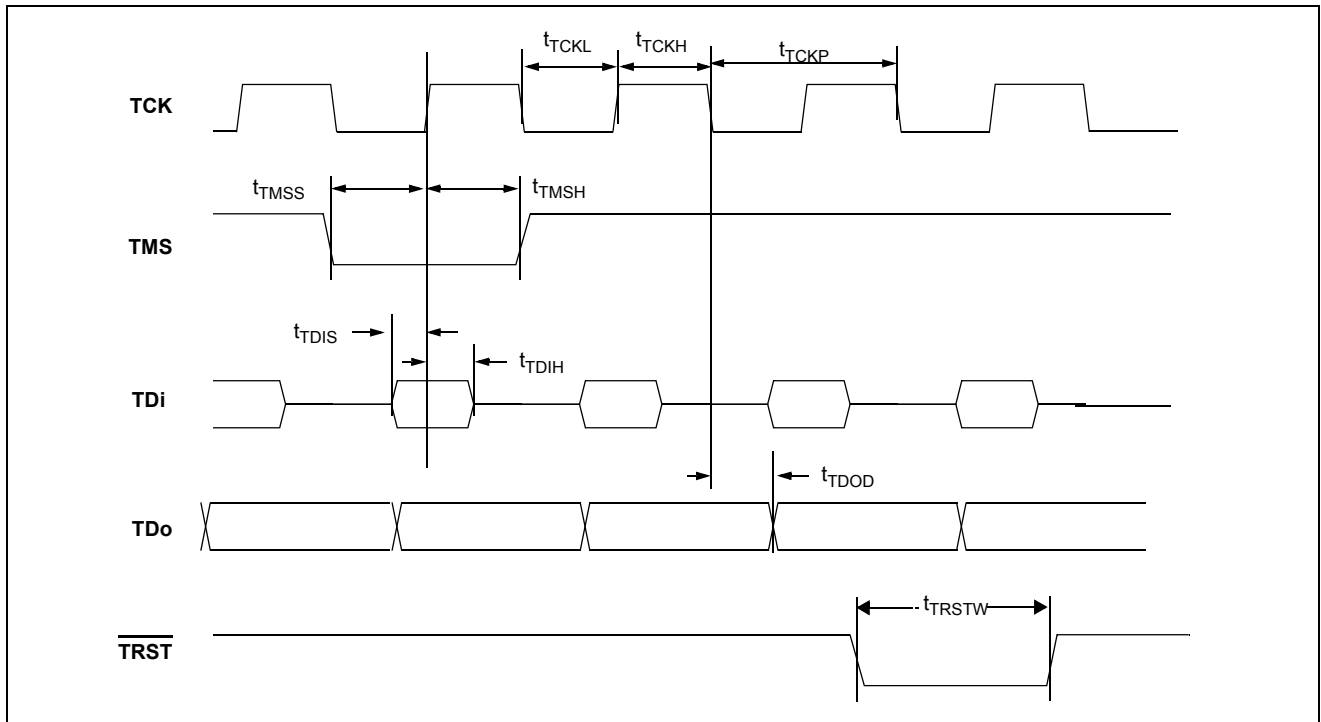 tTCKL tTCKH tTCKP
TCK
tTMSS tTMSH
TMS
tTDIS
tTDIH
TDi
tTDOD
TDo
tTRSTW
TRST